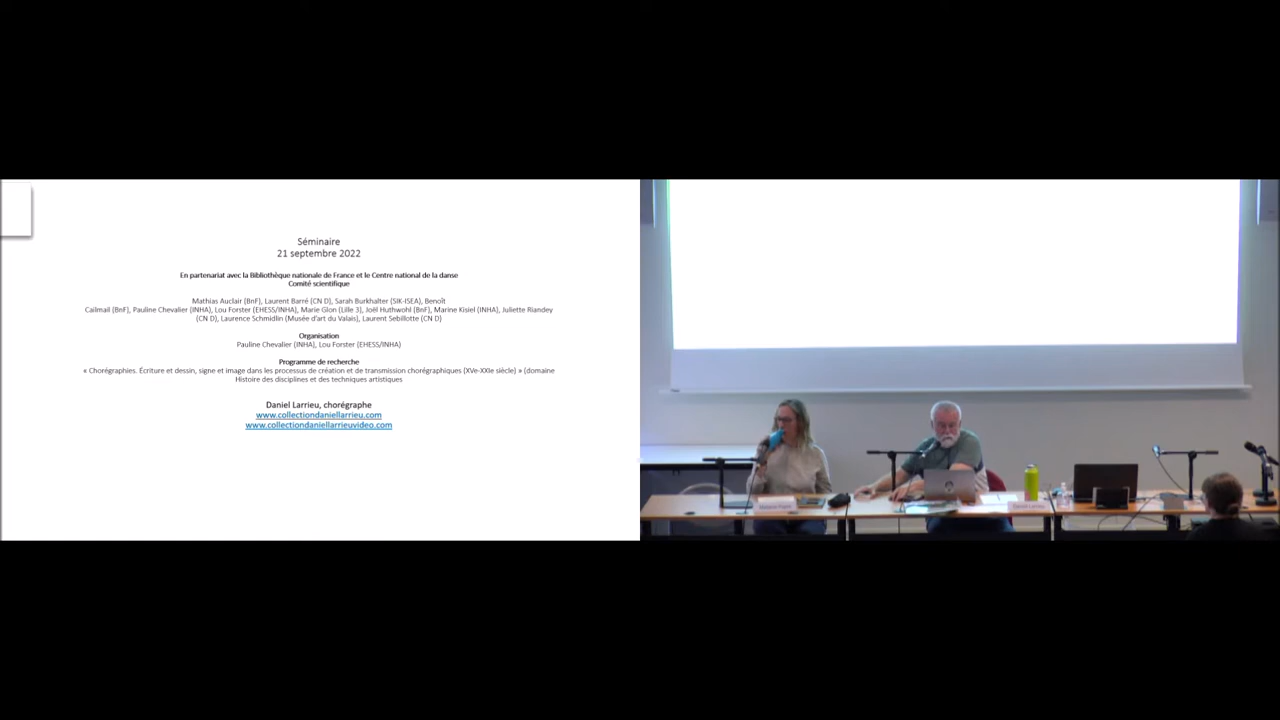 Séminaire
21 septembre 2022
En partenariat avec la Bibliothèque nationale de France et le Centre national de la danse
Comité scientifique
Mathias Auclair (BnF), Laurent Barré (CN D), Sarah Burkhalter (SIK-ISEA), Benoît
Cailmail (BnF), Pauline Chevalier (INHA), Lou Forster (EHESS/INHA), Marie Glon (Lille 3), Joël Huthwohl (BnF), Marine Kisiel (INHA), Juliette Riandey
(CN D), Laurence Schmidlin (Musée d'art du Valais), Laurent Sebillotte (CN D)
Organisation
Pauline Chevalier (INHA), Lou Forster (EHESS/INHA)
Programme de recherche
« Chorégraphies. Écriture et dessin, signe et image dans les processus de création et de transmission chorégraphiques (XVe-XXIe siècle) » (domaine
Histoire des disciplines et des techniques artistiques
Daniel Larrieu, chorégraphe
www.collectiondaniellarrieu.com
www.collectiondaniellarrieuvideo.com